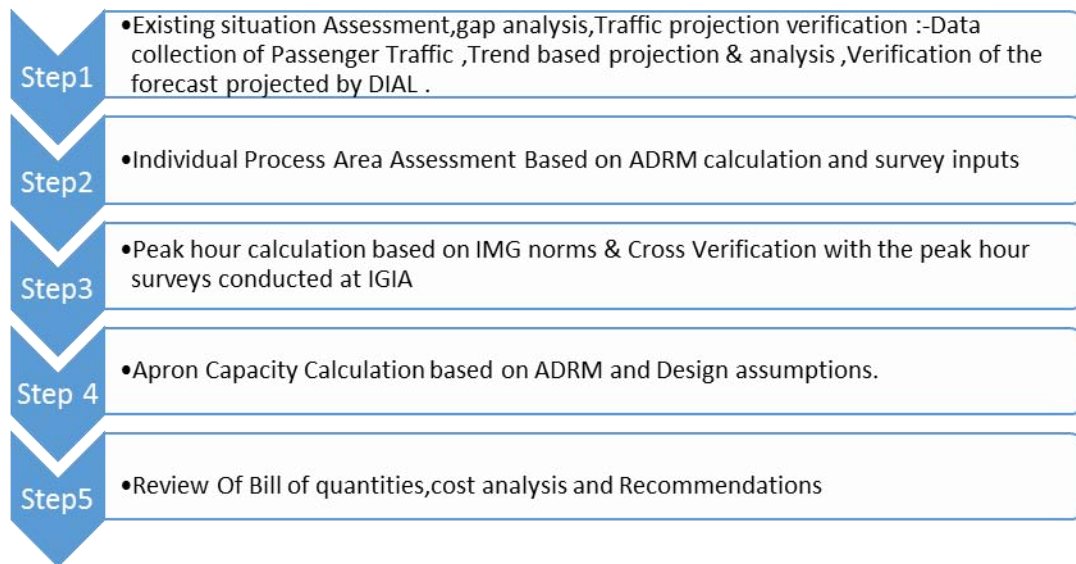 Step1
•Existing situation Assessment,gap analysis,Traffic projection verification :-Data
collection of Passenger Traffic ,Trend based projection & analysis ,Verification of the
forecast projected by DIAL .
Step2
•Individual Process Area Assessment Based on ADRM calculation and survey inputs
Step3
•Peak hour calculation based on IMG norms & Cross Verification with the peak hour
surveys conducted at IGIA
Step 4
•Apron Capacity Calculation based on ADRM and Design assumptions.
Step5
•Review Of Bill of quantities,cost analysis and Recommendations